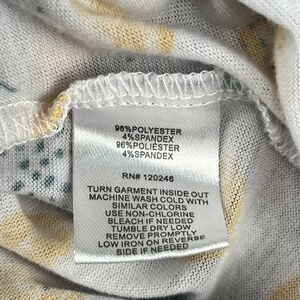 96%POLYESTER
4%SPANDEX
96%POLIÉSTER
4%SPANDEX
RN# 120246
TURN GARMENT INSIDE OUT
MACHINE WASH COLD WITH
SIMILAR COLORS
USE NON-CHLORINE
BLEACH IF NEEDED
TUMBLE DRY LOW
REMOVE PROMPTLY
LOW IRON ON REVERSE
SIDE IF NEEDED